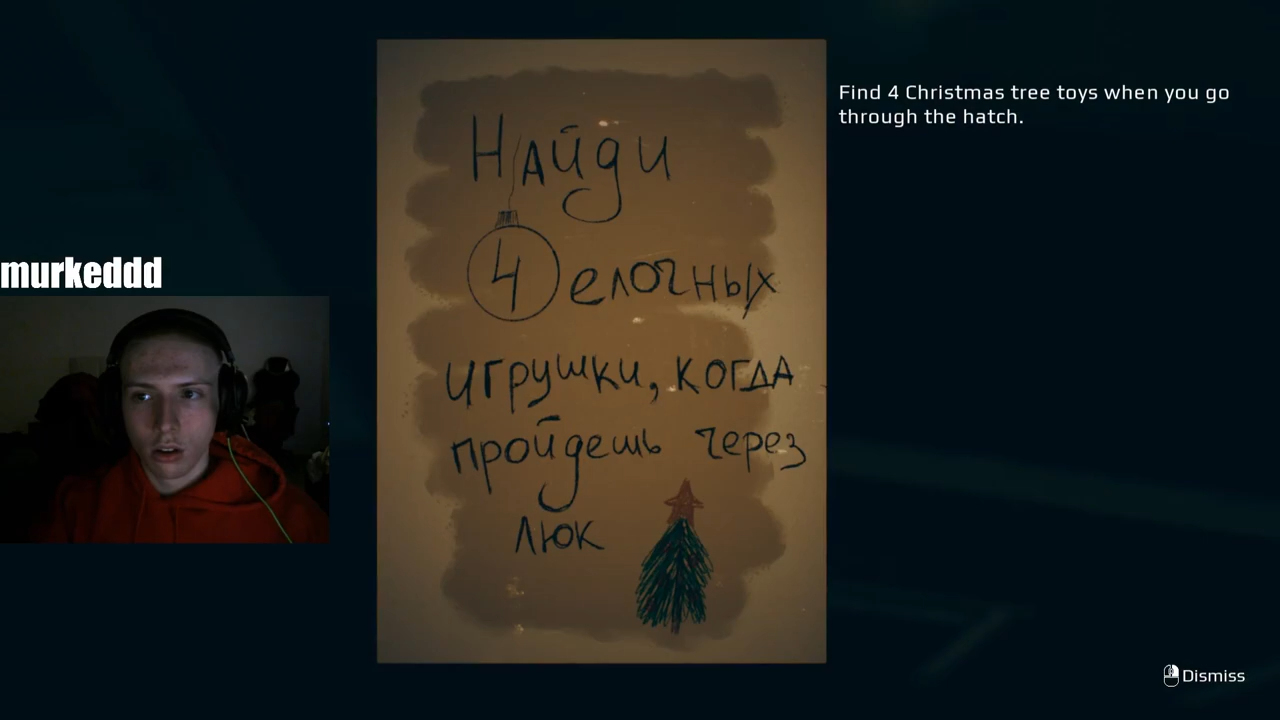 Найди
4 елочных
игрушки, когда
пройдешь через
люк
Find 4 Christmas tree toys when you go
through the hatch.
murkeddd
Dismiss